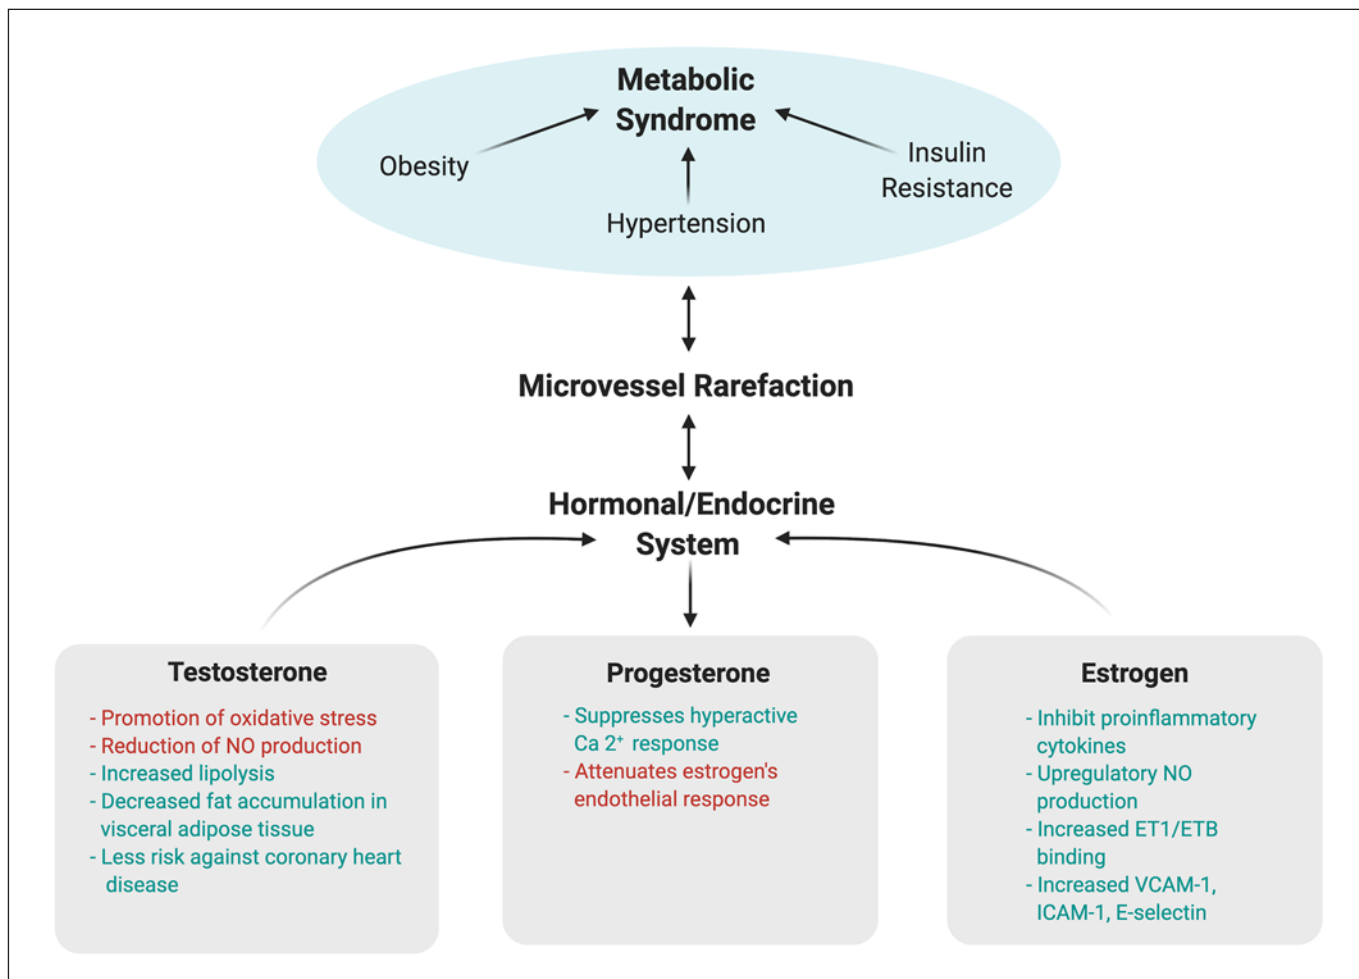 Metabolic
Syndrome
Obesity
Insulin
Resistance
Hypertension
Microvessel Rarefaction
Hormonal/Endocrine
System
Testosterone
- Promotion of oxidative stress
- Reduction of NO production
- Increased lipolysis
- Decreased fat accumulation in
visceral adipose tissue
- Less risk against coronary heart
disease
Progesterone
- Suppresses hyperactive
Ca 2⁺ response
- Attenuates estrogen's
endothelial response
Estrogen
- Inhibit proinflammatory
cytokines
- Upregulatory NO
production
- Increased ET1/ETB
binding
- Increased VCAM-1,
ICAM-1, E-selectin